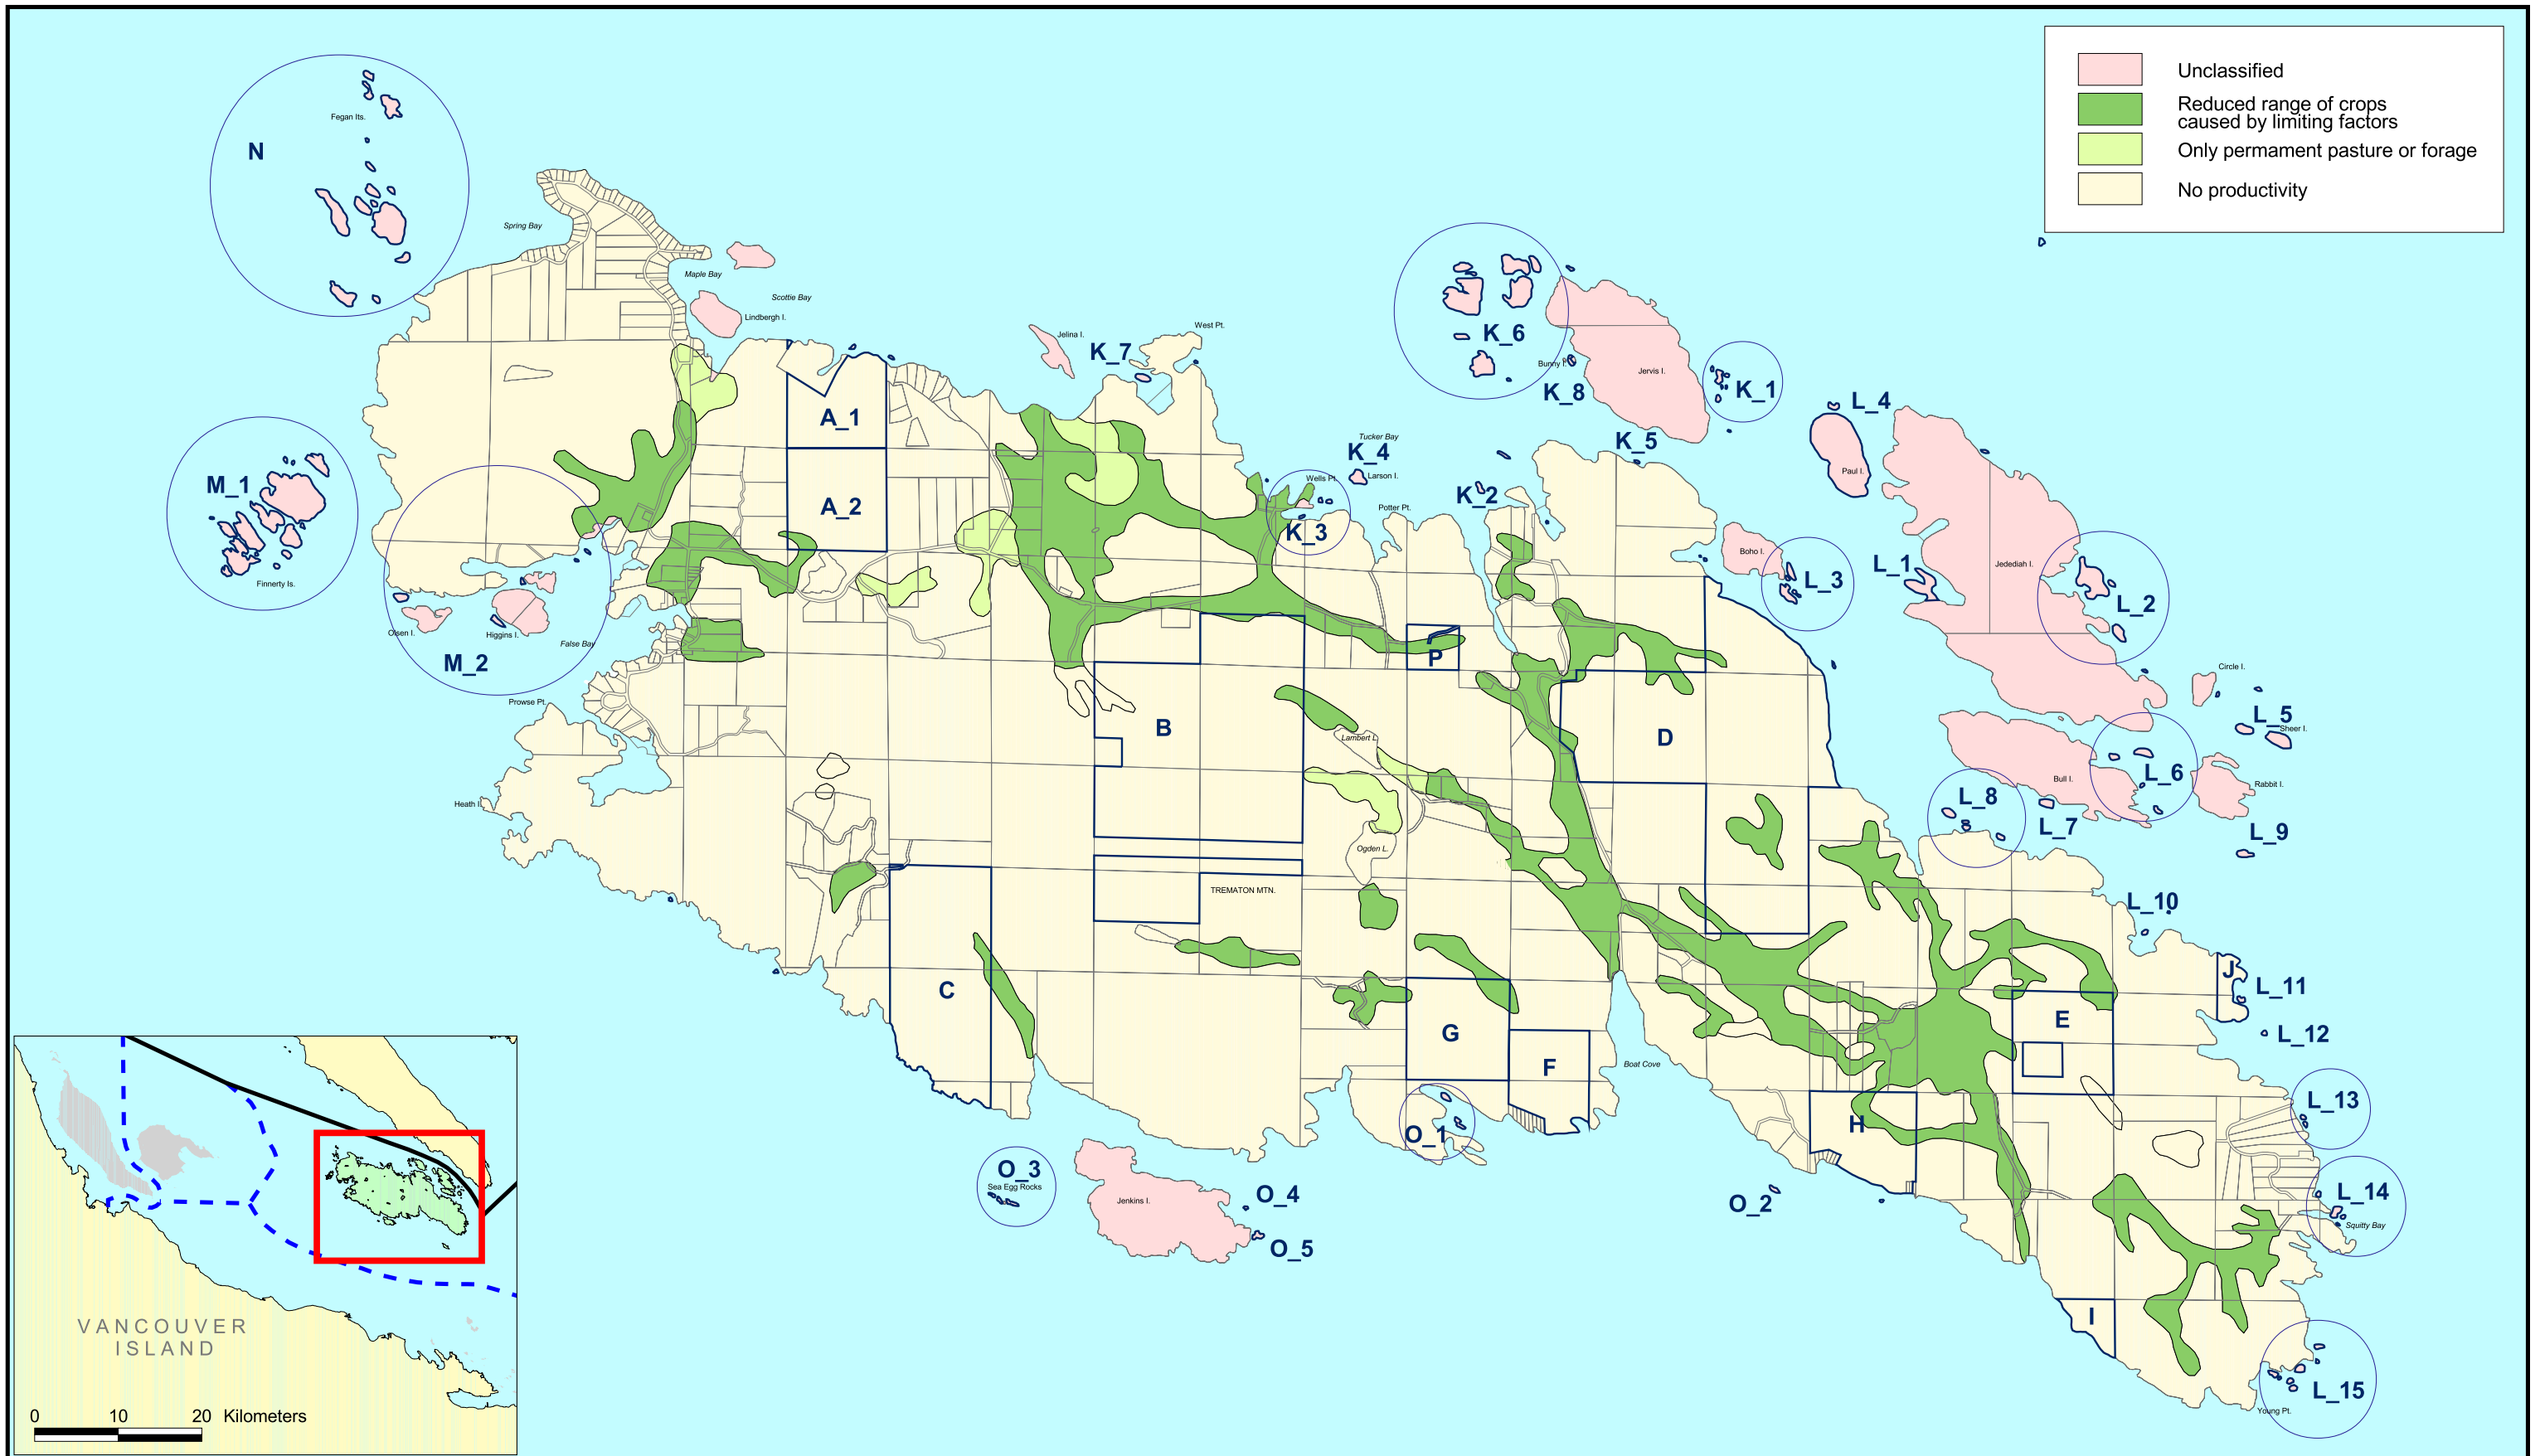 Unclassified
Reduced range of crops
caused by limiting factors
Only permament pasture or forage
No productivity
Fegan Its.
N
Spring Bay
Maple Bay
Scottie Bay
Lindbergh I.
Jelina I.
West Pt.
K_7
K_6
Bunny I.
K_8
Jervis I.
K_1
L_4
A_1
Tucker Bay
K_4
K_5
Paul I.
Wells Pt.
Larson I.
M_1
A_2
K_2
Potter Pt.
K_3
Boho I.
L_1
Jedediah I.
L_3
Finnerty Is.
L_2
Olsen I.
Higgins I.
False Bay
M_2
P
Circle I.
Prowse Pt.
B
Lambert L.
D
L_5
Sheer I.
L_6
Bull I.
Rabbit I.
Heath I.
L_8
L_7
L_9
Ogden L.
TREMATON MTN.
L_10
J
C
L_11
E
G
L_12
F
Boat Cove
L_13
H
O_1
O_3
Sea Egg Rocks
Jenkins I.
O_4
O_2
L_14
Squitty Bay
O_5
I
L_15
Young Pt.
VANCOUVER
ISLAND
0 10 20 Kilometers